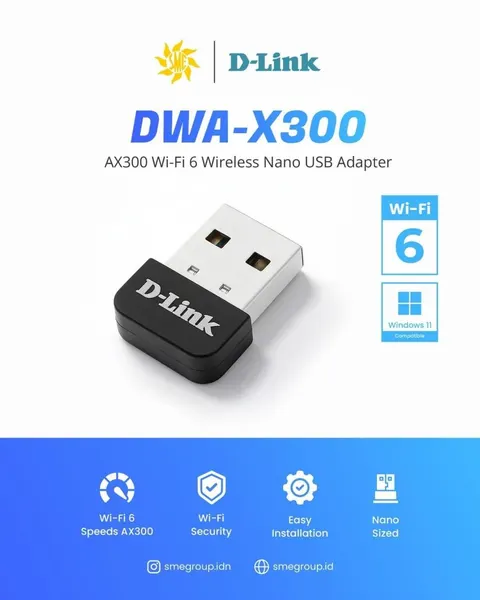 SME D-Link
DWA-X300
AX300 Wi-Fi 6 Wireless Nano USB Adapter
Wi-Fi
6
Windows 11
Compatible
D-Link
Wi-Fi 6
Speeds AX300
Wi-Fi
Security
Easy
Installation
Nano
Sized
smegroup.idn
smegroup.id